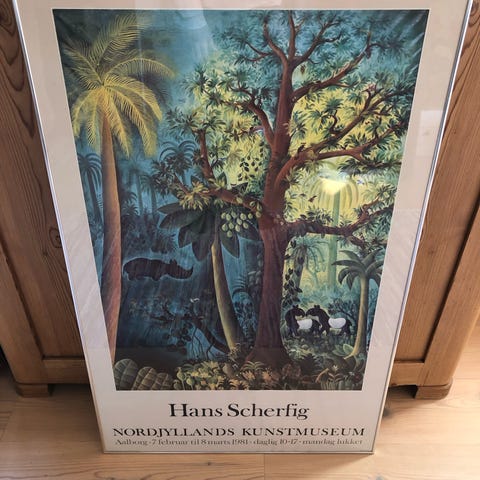 Hans Scherfig
NORDJYLLANDS KUNSTMUSEUM
Aalborg · 7 februar til 8 marts 1981 · daglig 10-17 · mandag lukket